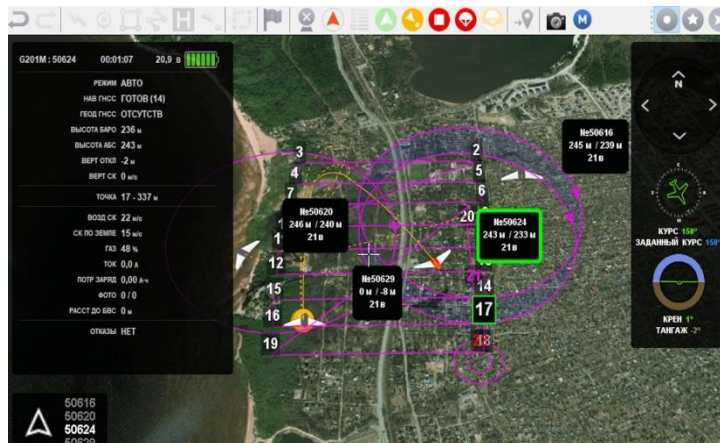 H
M
G201M: 50624 00:01:07 20,9 в
РЕЖИМ АВТО
НАВ ГНСС ГОТОВ (14)
ГЕОД ГНСС ОТСУТСТВ
ВЫСОТА БАРО 236 м
ВЫСОТА АБС 243 м
ВЕРТ ОТКЛ -2 м
ВЕРТ СК 0 м/с
ТОЧКА 17 - 337 м
ВОЗД СК 22 м/с
СК ПО ЗЕМЛЕ 15 м/с
ГАЗ 48 %
ТОК 0,0 А
ПОТР ЗАРЯД 0,00 А·ч
ФОТО 0 / 0
РАССТ ДО БВС 0 м
ОТКАЗЫ НЕТ
50616
50620
50624
50629
3
2
4
5
7
6
20
12
21
15
14
16
17
19
18
№50616
245 м / 239 м
21 в
№50620
246 м / 240 м
21 в
№50624
243 м / 233 м
21 в
№50629
0 м / -8 м
21 в
N
КУРС 150°
ЗАДАННЫЙ КУРС 150°
КРЕН 1°
ТАНГАЖ -2°